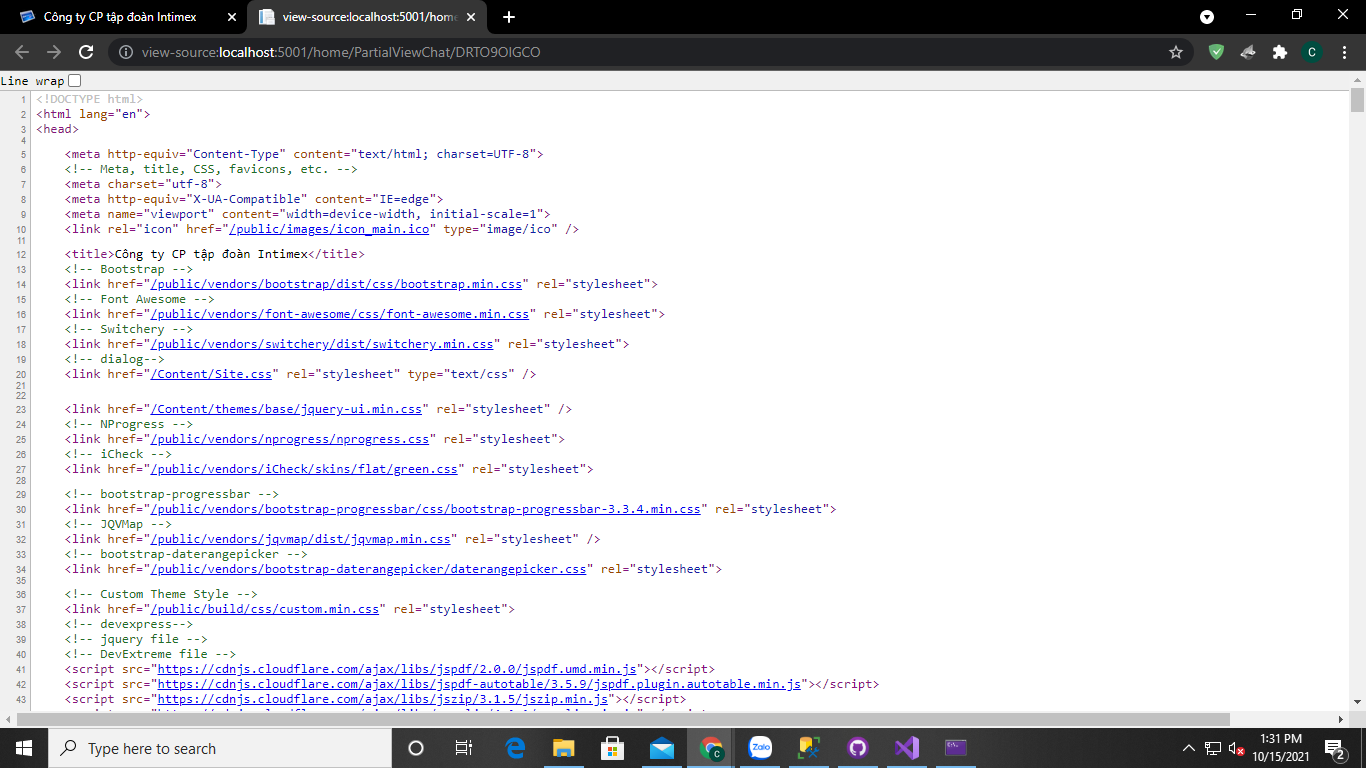 Công ty CP tập đoàn Intimex
view-source:localhost:5001/home
view-source:localhost:5001/home/PartialViewChat/DRTO9OIGCO
C
Line wrap
1 <!DOCTYPE html>
2 <html lang="en">
3 <head>
4
5 <meta http-equiv="Content-Type" content="text/html; charset=UTF-8">
6 <!-- Meta, title, CSS, favicons, etc. -->
7 <meta charset="utf-8">
8 <meta http-equiv="X-UA-Compatible" content="IE=edge">
9 <meta name="viewport" content="width=device-width, initial-scale=1">
10 <link rel="icon" href="/public/images/icon_main.ico" type="image/ico" />
11
12 <title>Công ty CP tập đoàn Intimex</title>
13 <!-- Bootstrap -->
14 <link href="/public/vendors/bootstrap/dist/css/bootstrap.min.css" rel="stylesheet">
15 <!-- Font Awesome -->
16 <link href="/public/vendors/font-awesome/css/font-awesome.min.css" rel="stylesheet">
17 <!-- Switchery -->
18 <link href="/public/vendors/switchery/dist/switchery.min.css" rel="stylesheet">
19 <!-- dialog-->
20 <link href="/Content/Site.css" rel="stylesheet" type="text/css" />
21
22
23 <link href="/Content/themes/base/jquery-ui.min.css" rel="stylesheet" />
24 <!-- NProgress -->
25 <link href="/public/vendors/nprogress/nprogress.css" rel="stylesheet">
26 <!-- iCheck -->
27 <link href="/public/vendors/iCheck/skins/flat/green.css" rel="stylesheet">
28
29 <!-- bootstrap-progressbar -->
30 <link href="/public/vendors/bootstrap-progressbar/css/bootstrap-progressbar-3.3.4.min.css" rel="stylesheet">
31 <!-- JQVMap -->
32 <link href="/public/vendors/jqvmap/dist/jqvmap.min.css" rel="stylesheet" />
33 <!-- bootstrap-daterangepicker -->
34 <link href="/public/vendors/bootstrap-daterangepicker/daterangepicker.css" rel="stylesheet">
35
36 <!-- Custom Theme Style -->
37 <link href="/public/build/css/custom.min.css" rel="stylesheet">
38 <!-- devexpress-->
39 <!-- jquery file -->
40 <!-- DevExtreme file -->
41 <script src="https://cdnjs.cloudflare.com/ajax/libs/jspdf/2.0.0/jspdf.umd.min.js"></script>
42 <script src="https://cdnjs.cloudflare.com/ajax/libs/jspdf-autotable/3.5.9/jspdf.plugin.autotable.min.js"></script>
43 <script src="https://cdnjs.cloudflare.com/ajax/libs/jszip/3.1.5/jszip.min.js"></script>
Type here to search
C
Zalo
1:31 PM
10/15/2021
2